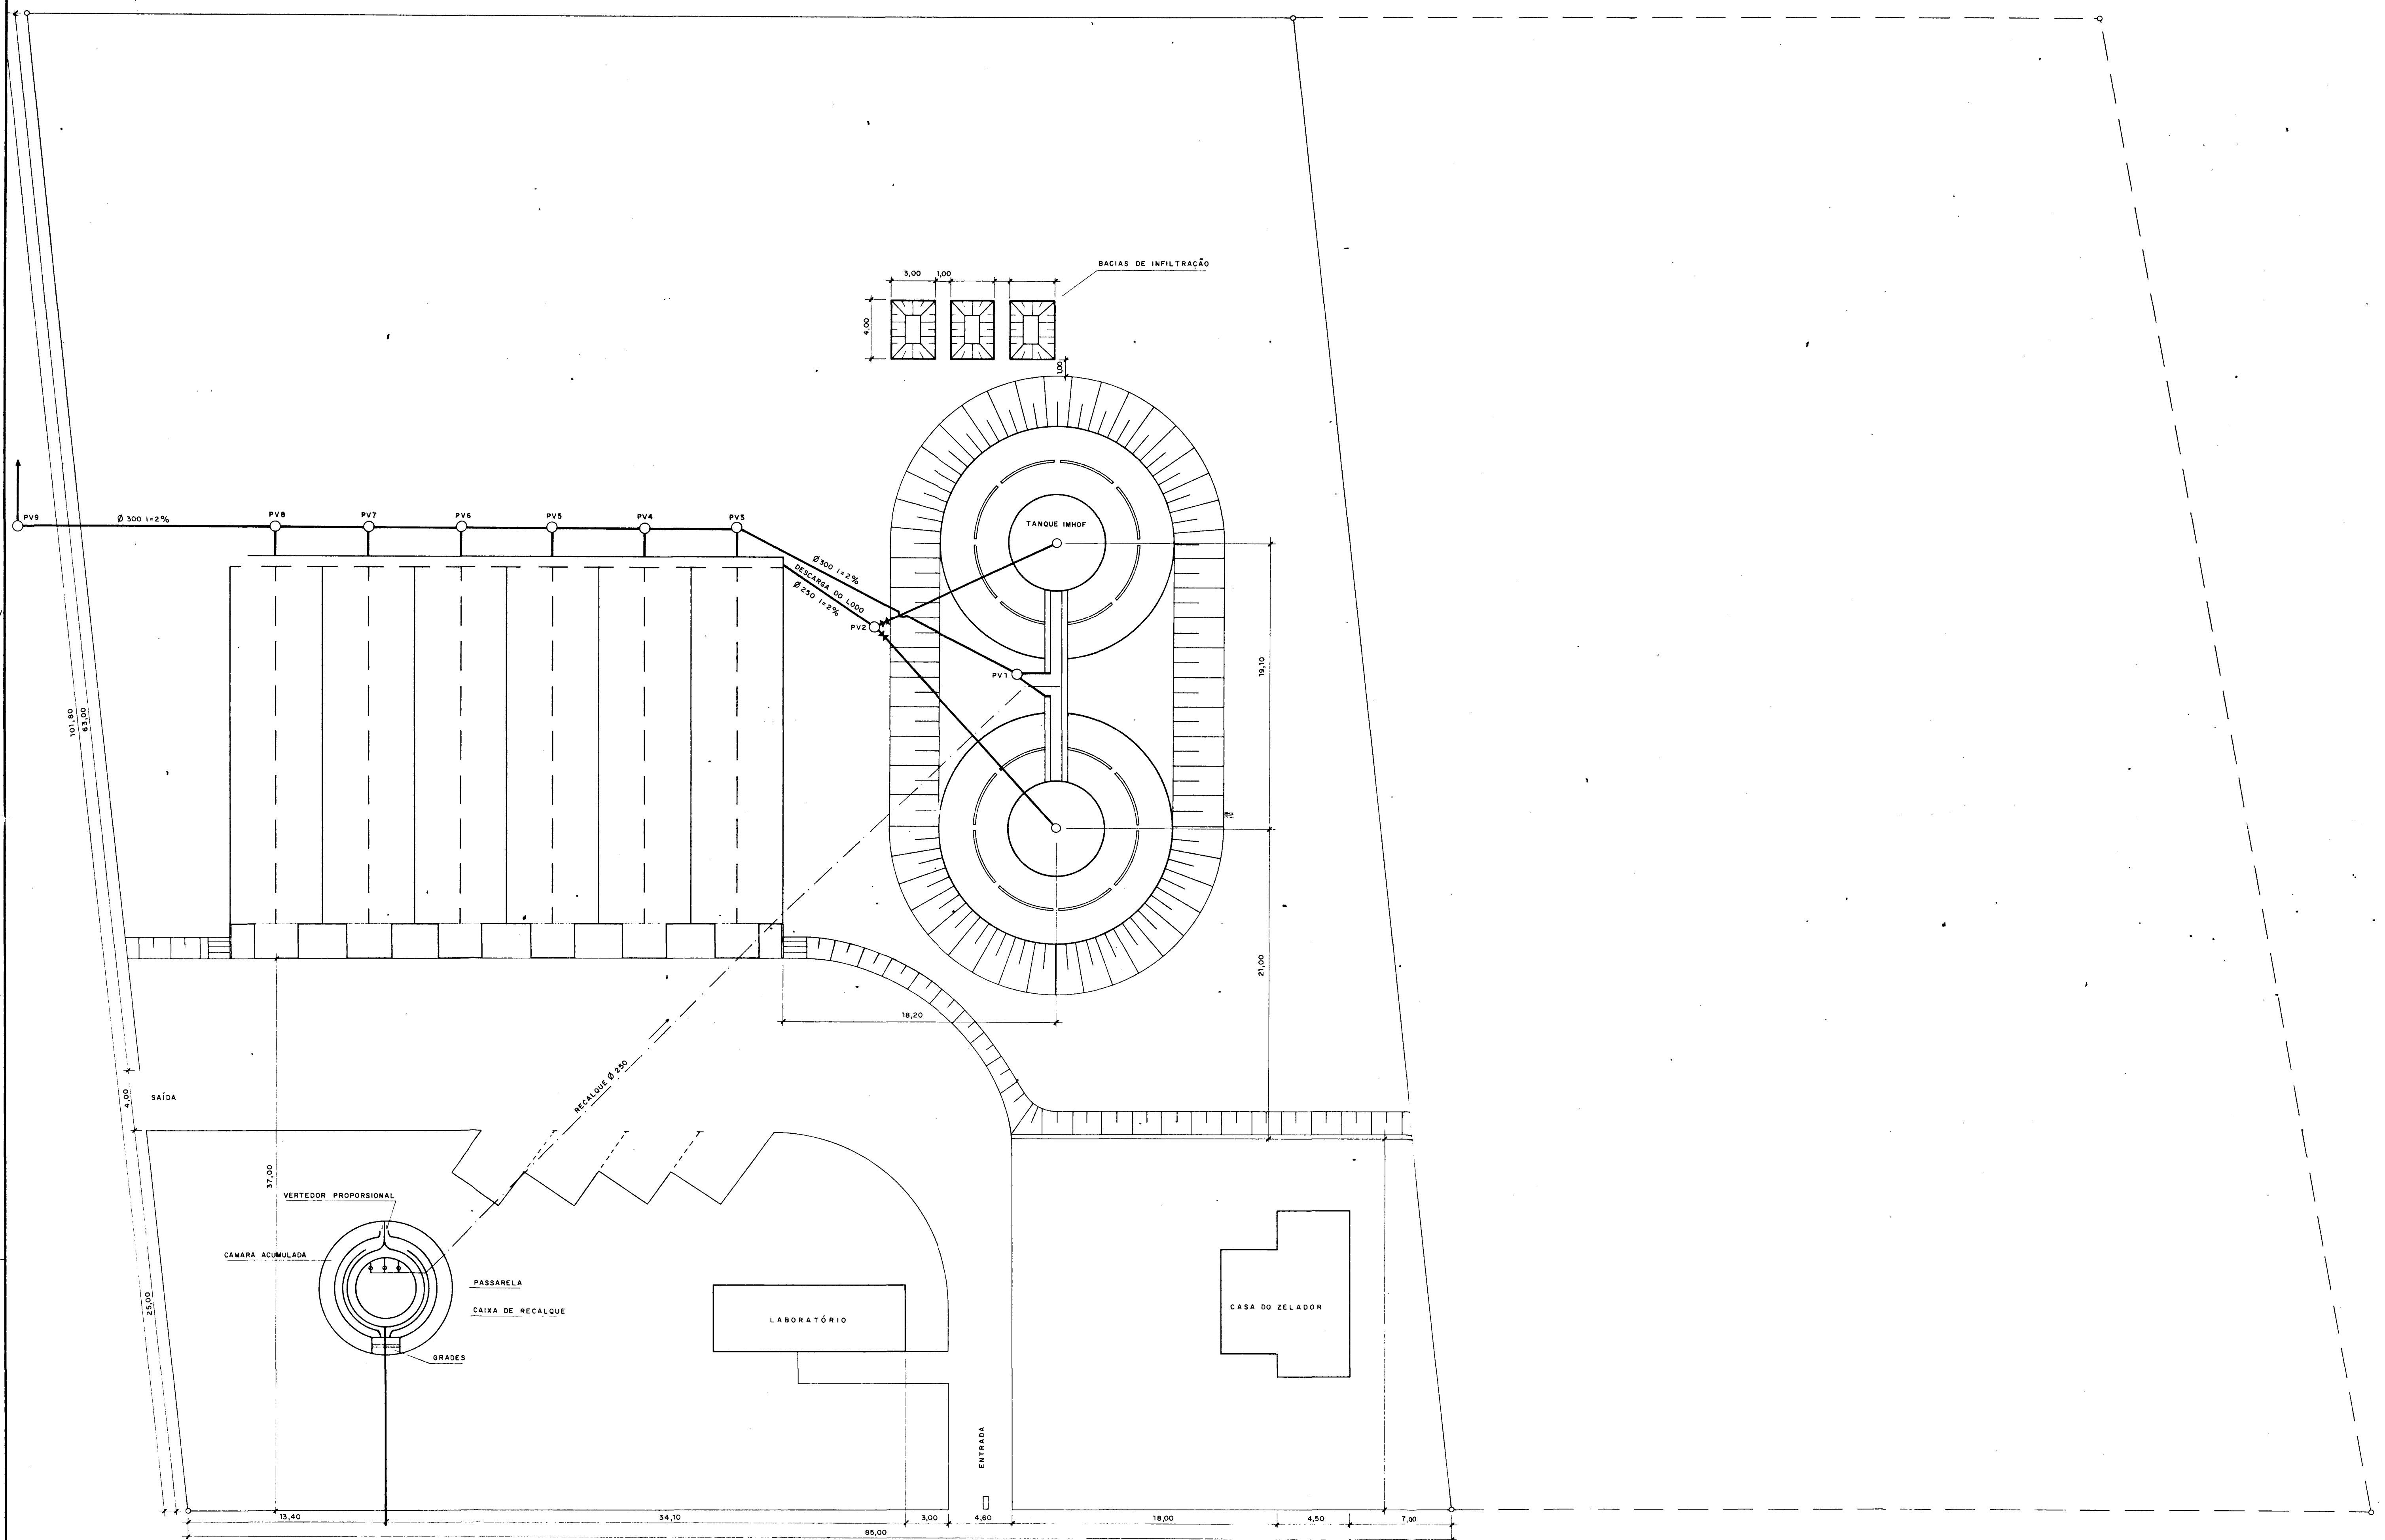 BACIAS DE INFILTRAÇÃO
3,00
1,00
4,00
1,00
TANQUE IMHOF
PV9
Ø 300 I=2%
PV8
PV7
PV6
PV5
PV4
PV3
Ø 300 I=2%
DESCARGA DO LODO
Ø 250 I=2%
PV2
PV1
19,10
101,80
63,00
21,00
18,20
RECALQUE Ø 250
4,00
SAÍDA
37,00
VERTEDOR PROPORSIONAL
CAMARA ACUMULADA
PASSARELA
CAIXA DE RECALQUE
GRADES
25,00
LABORATÓRIO
CASA DO ZELADOR
ENTRADA
13,40
34,10
3,00
4,60
18,00
4,50
7,00
85,00